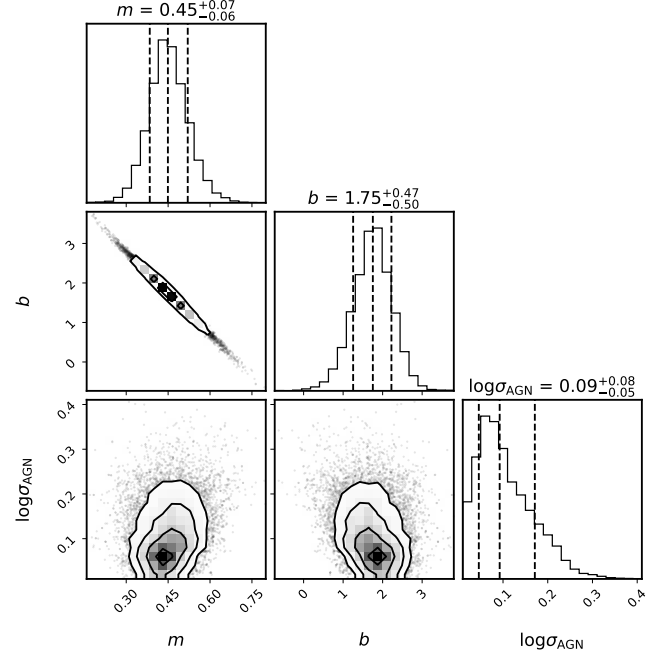 m = 0.45+0.07−0.06
b = 1.75+0.47−0.50
logσAGN = 0.09+0.08−0.05
b
3
2
1
0
logσAGN
0.4
0.3
0.2
0.1
0.30 0.45 0.60 0.75
m
0 1 2 3
b
0.1 0.2 0.3 0.4
logσAGN